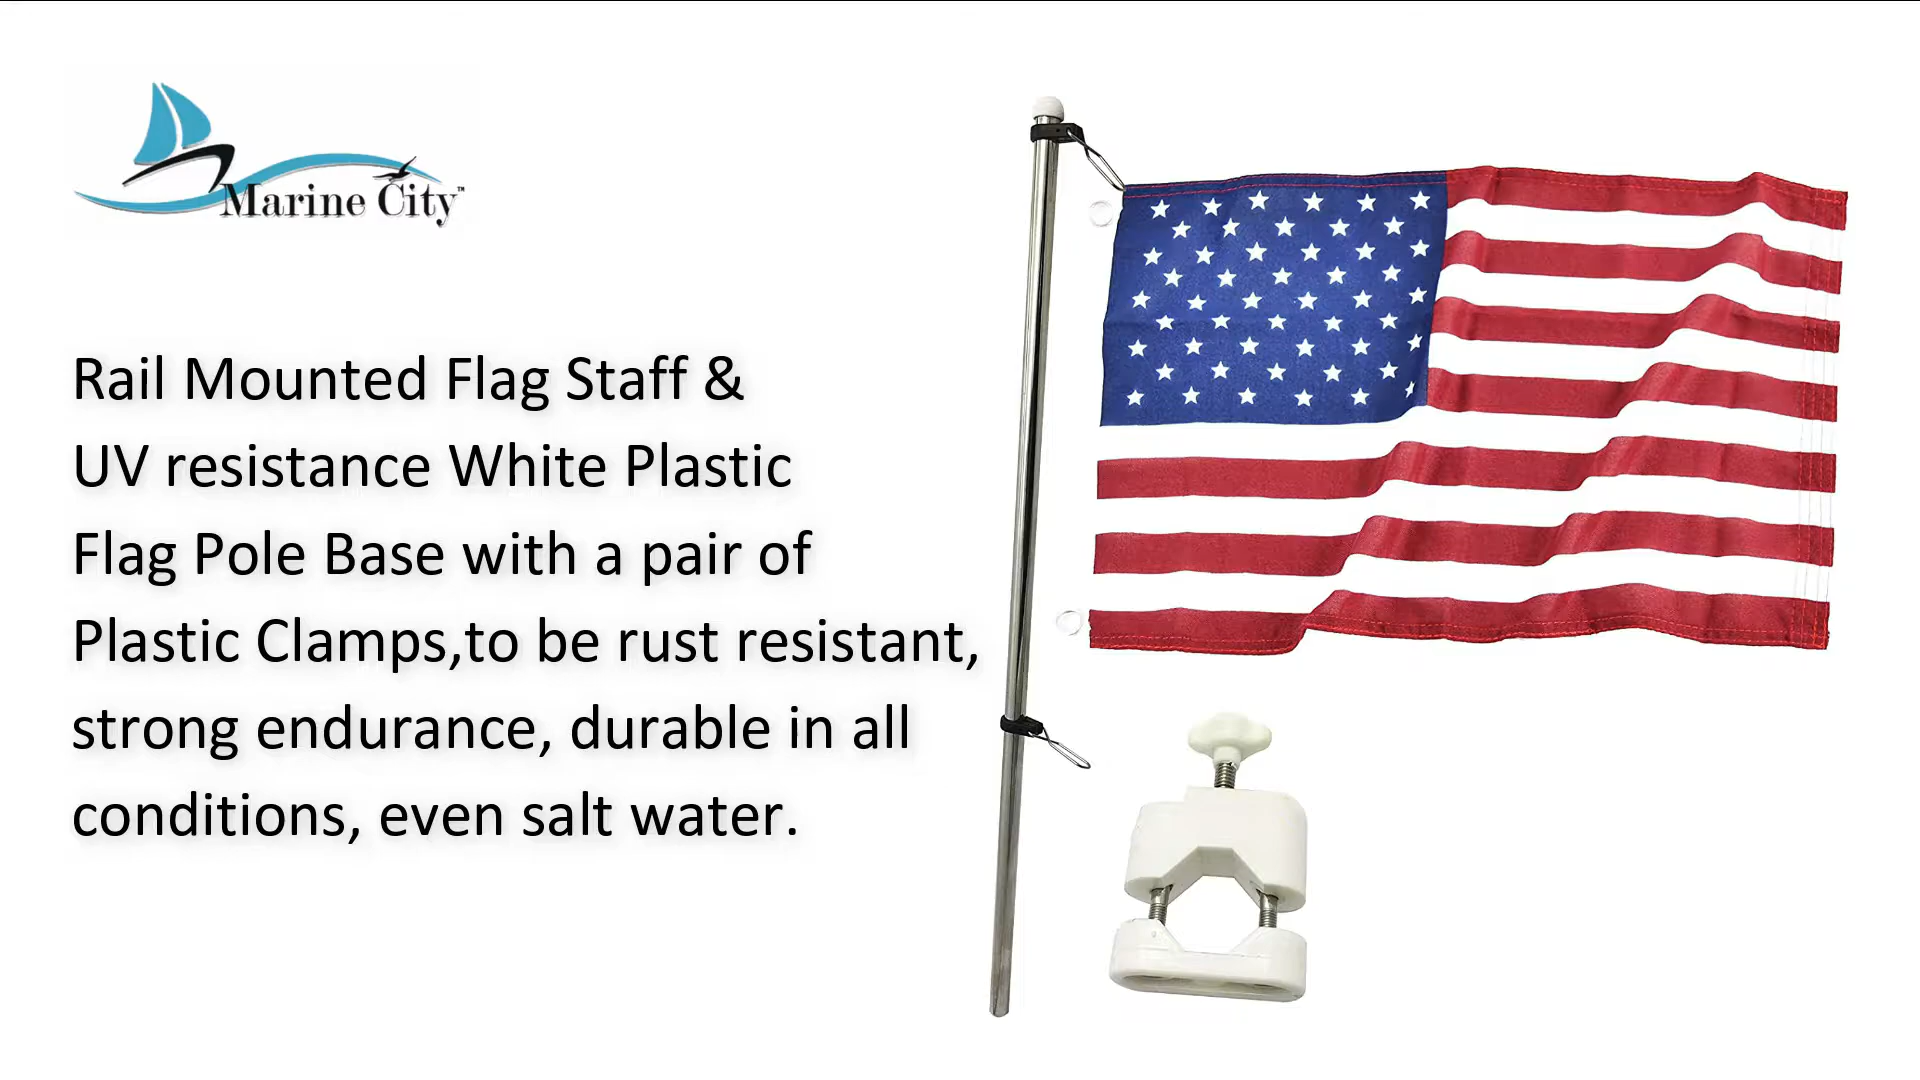 Marine City™
Rail Mounted Flag Staff &
UV resistance White Plastic
Flag Pole Base with a pair of
Plastic Clamps,to be rust resistant,
strong endurance, durable in all
conditions, even salt water.